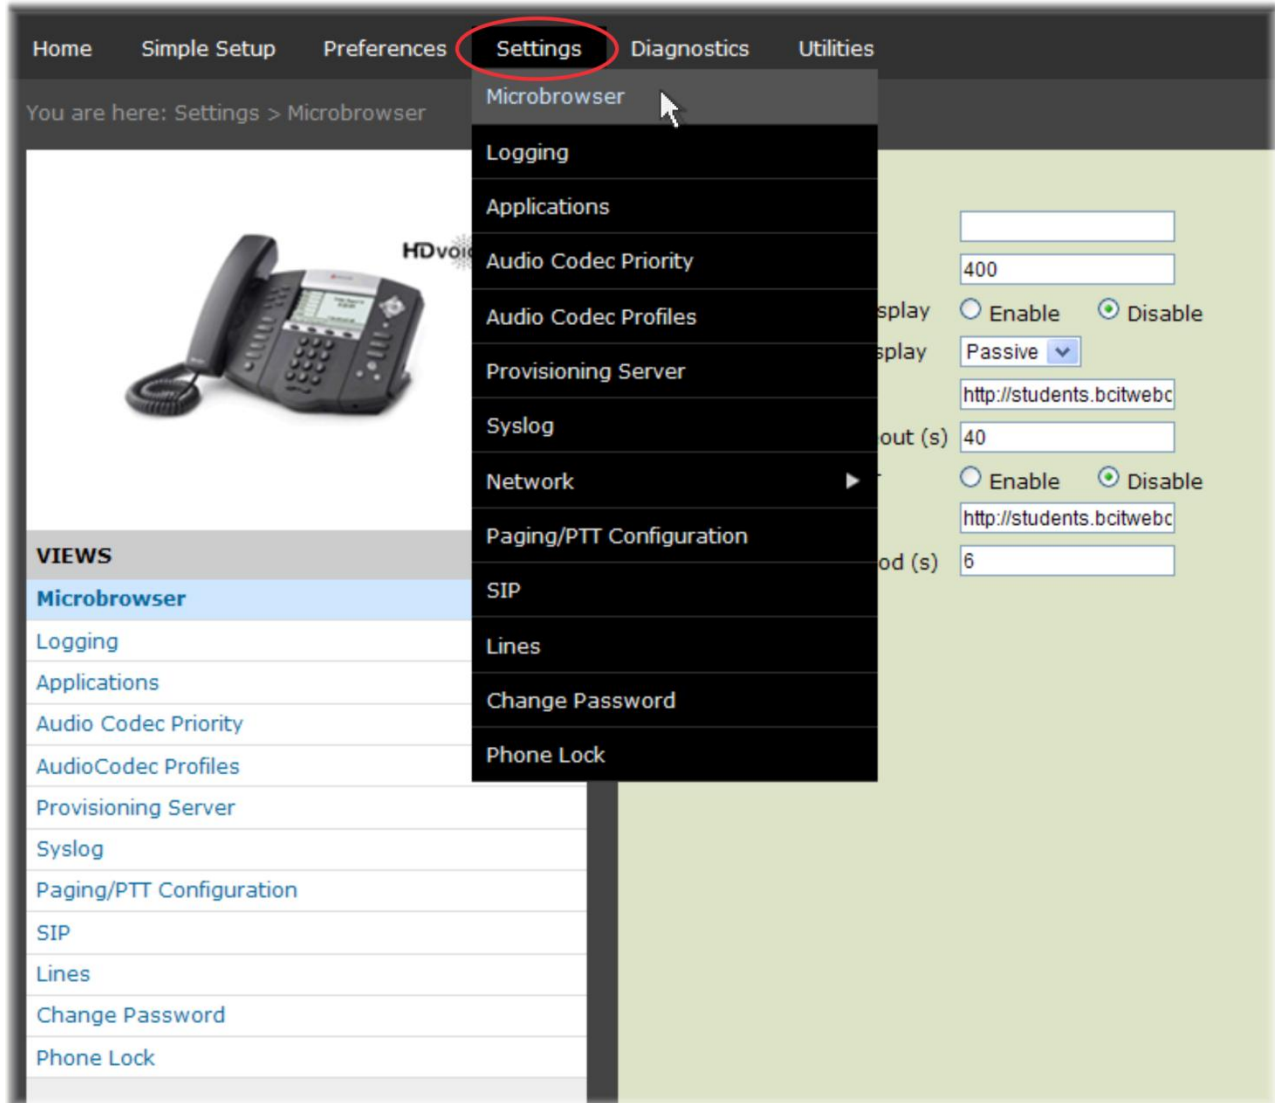 Home Simple Setup Preferences Settings Diagnostics Utilities
You are here: Settings > Microbrowser
Microbrowser
Logging
Applications
Audio Codec Priority
Audio Codec Profiles
Provisioning Server
Syslog
Network
Paging/PTT Configuration
SIP
Lines
Change Password
Phone Lock
HDvoic
VIEWS
Microbrowser
Logging
Applications
Audio Codec Priority
AudioCodec Profiles
Provisioning Server
Syslog
Paging/PTT Configuration
SIP
Lines
Change Password
Phone Lock
400
splay Enable Disable
splay Passive
http://students.bcitwebc
out (s) 40
Enable Disable
http://students.bcitwebc
od (s) 6